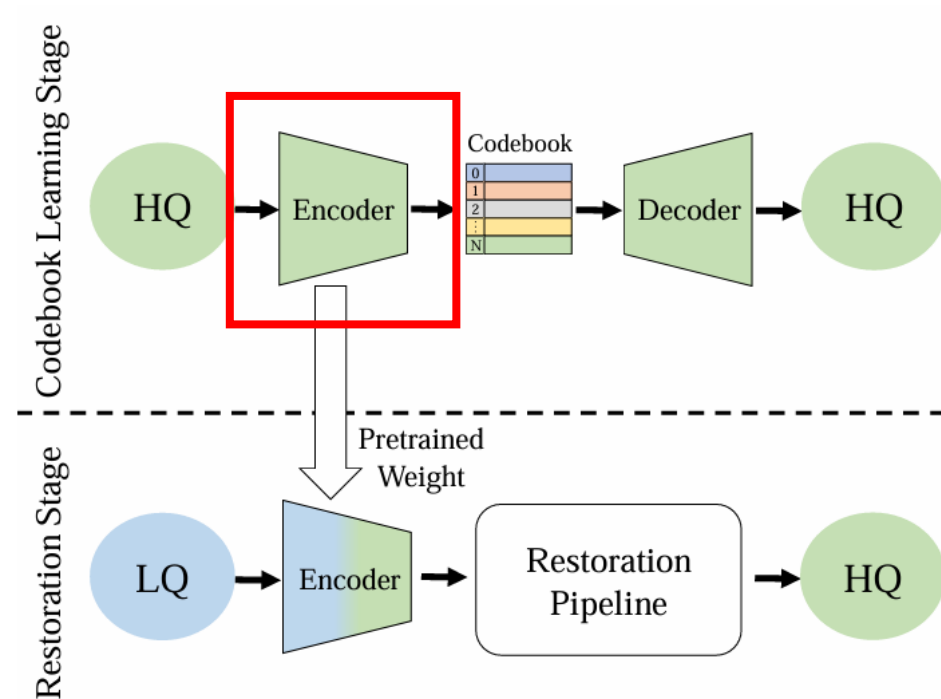 Codebook Learning Stage
HQ
Encoder
Codebook
0
1
2
⋮
N
Decoder
HQ
Pretrained
Weight
Restoration Stage
LQ
Encoder
Restoration
Pipeline
HQ